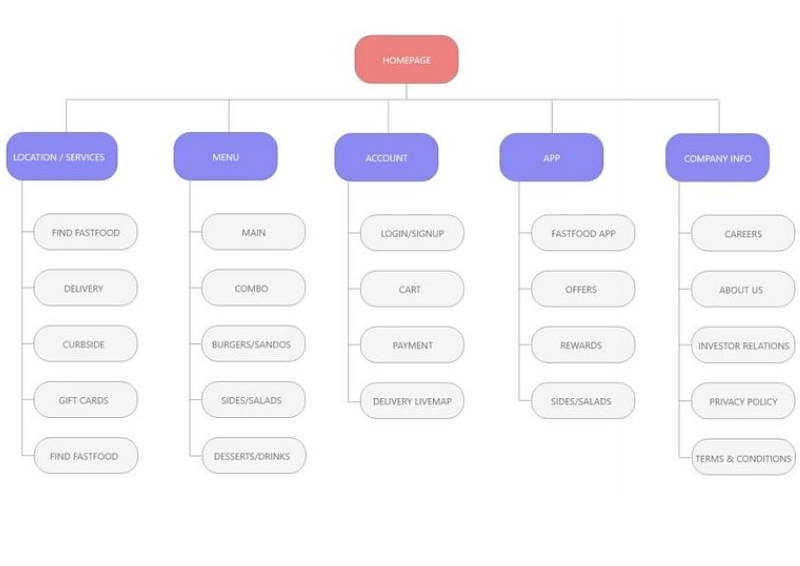 HOMEPAGE
LOCATION / SERVICES
MENU
ACCOUNT
APP
COMPANY INFO
FIND FASTFOOD
MAIN
LOGIN/SIGNUP
FASTFOOD APP
CAREERS
DELIVERY
COMBO
CART
OFFERS
ABOUT US
CURBSIDE
BURGERS/SANDOS
PAYMENT
REWARDS
INVESTOR RELATIONS
GIFT CARDS
SIDES/SALADS
DELIVERY LIVEMAP
SIDES/SALADS
PRIVACY POLICY
FIND FASTFOOD
DESSERTS/DRINKS
TERMS & CONDITIONS